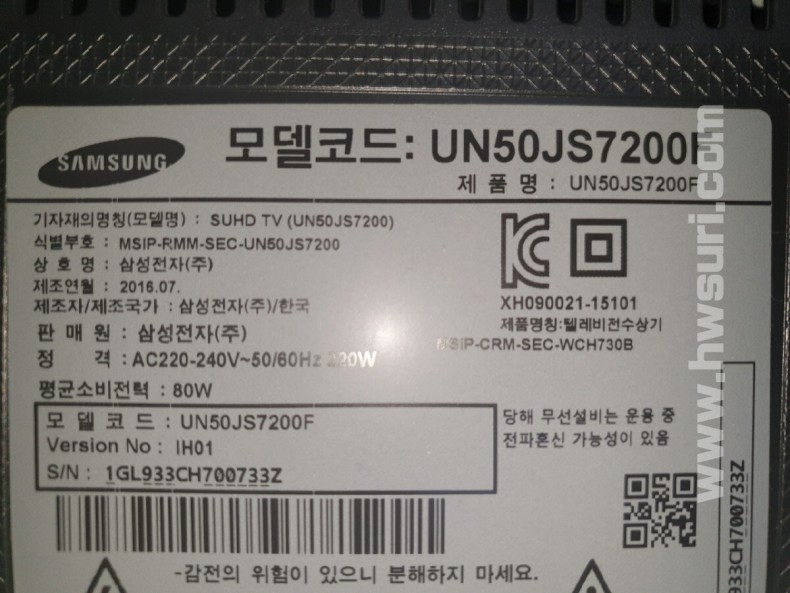 SAMSUNG
모델코드: UN50JS7200F
제 품 명 : UN50JS7200F
기자재의명칭(모델명) : SUHD TV (UN50JS7200)
식별부호 : MSIP-RMM-SEC-UN50JS7200
상 호 명 : 삼성전자(주)
제조연월 : 2016.07.
제조자/제조국가 : 삼성전자(주)/한국
판 매 원 : 삼성전자(주)
정 격 : AC220-240V~50/60Hz 220W
평균소비전력 : 80W
XH090021-15101
제품명칭:텔레비전수상기
MSIP-CRM-SEC-WCH730B
모 델 코 드 : UN50JS7200F
Version No : IH01
S/N : 1GL933CH700733Z
당해 무선설비는 운용 중
전파혼신 가능성이 있음
-감전의 위험이 있으니 분해하지 마세요.
933CH700733Z
www.hwsuri.com